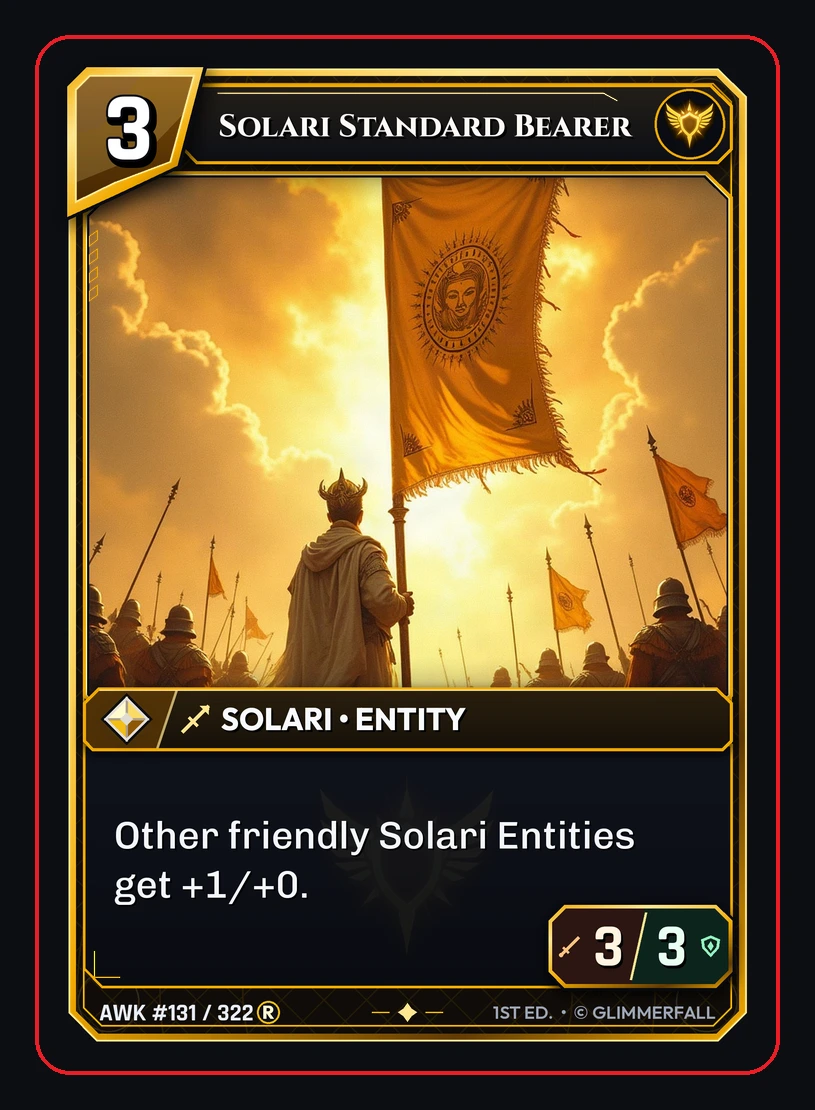 3
Solari Standard Bearer
SOLARI • ENTITY
Other friendly Solari Entities
get +1/+0.
3 / 3
AWK #131 / 322 R
1ST ED. • © GLIMMERFALL